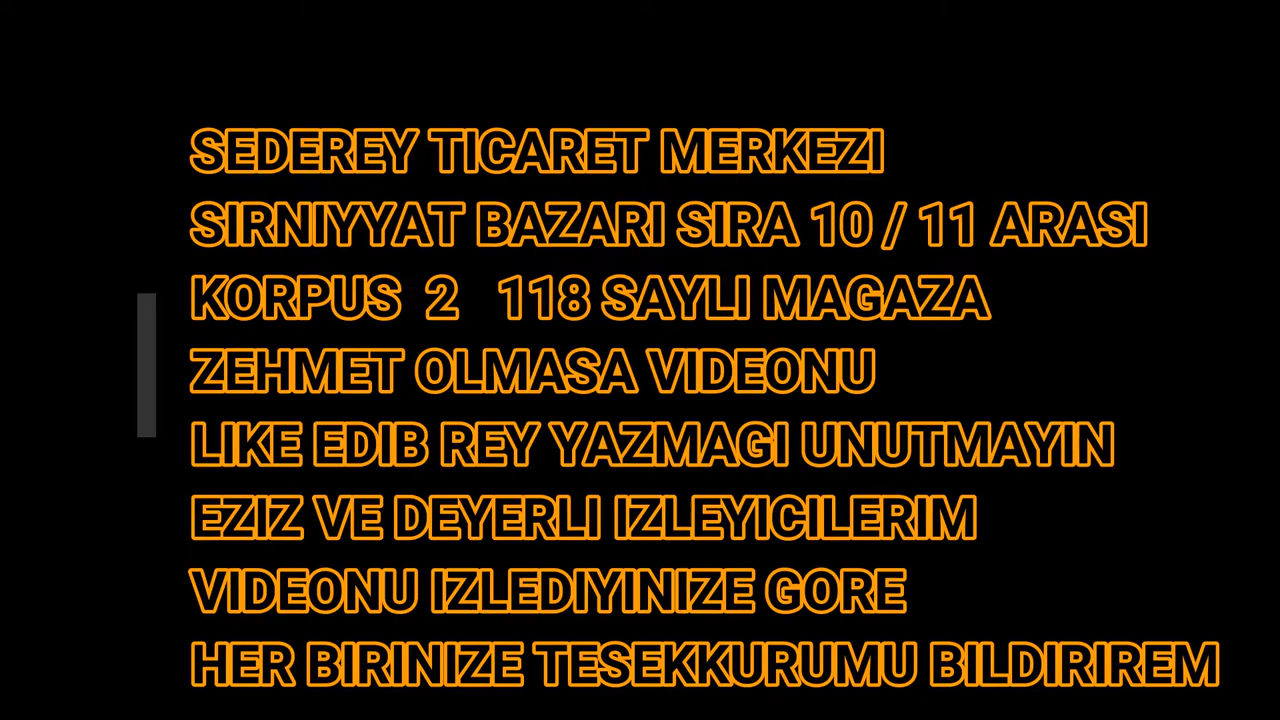 SEDEREY TICARET MERKEZI
SIRNIYYAT BAZARI SIRA 10 / 11 ARASI
KORPUS 2 118 SAYLI MAGAZA
ZEHMET OLMASA VIDEONU
LIKE EDIB REY YAZMAGI UNUTMAYIN
EZIZ VE DEYERLI IZLEYICILERIM
VIDEONU IZLEDIYINIZE GORE
HER BIRINIZE TESEKKURUMU BILDIRIREM